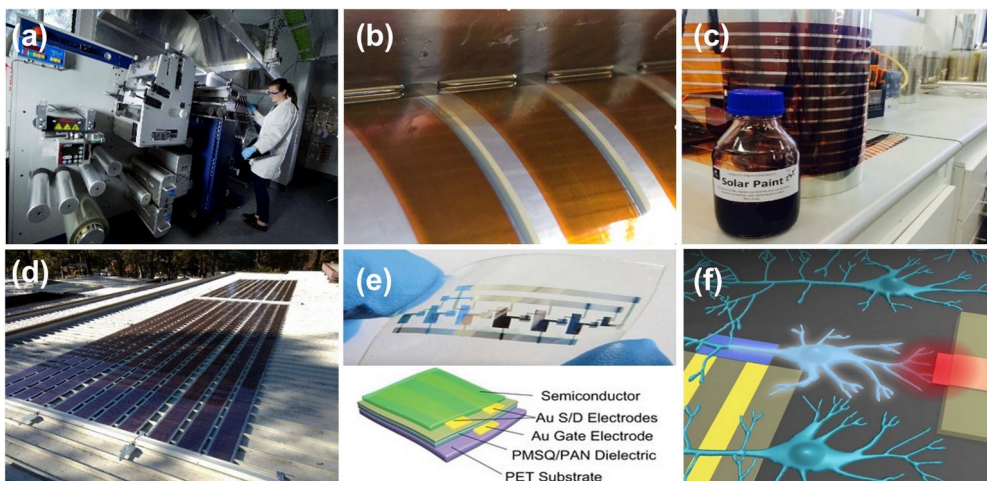 (a)
(b)
(c)
Solar Paint
(d)
(e)
Semiconductor
Au S/D Electrodes
Au Gate Electrode
PMSQ/PAN Dielectric
PET Substrate
(f)